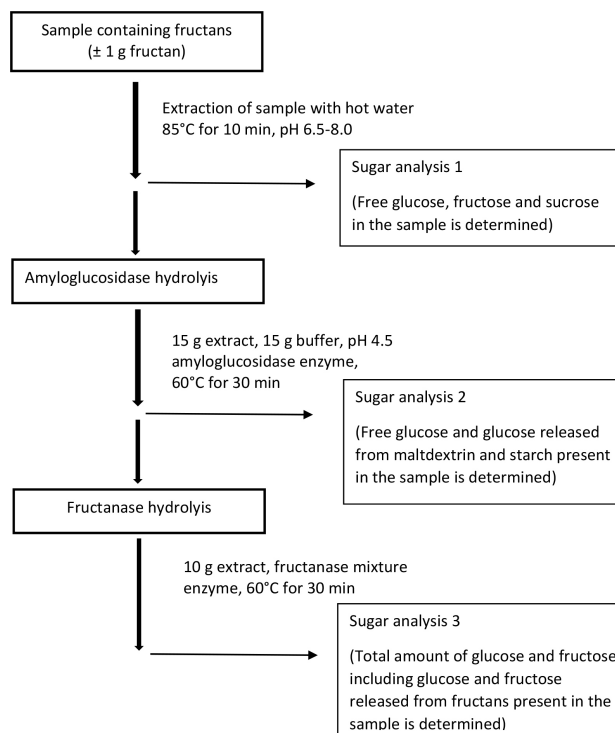 Sample containing fructans
(± 1 g fructan)
Extraction of sample with hot water
85°C for 10 min, pH 6.5-8.0
Sugar analysis 1
(Free glucose, fructose and sucrose
in the sample is determined)
Amyloglucosidase hydrolyis
15 g extract, 15 g buffer, pH 4.5
amyloglucosidase enzyme,
60°C for 30 min
Sugar analysis 2
(Free glucose and glucose released
from maltdextrin and starch present
in the sample is determined)
Fructanase hydrolyis
10 g extract, fructanase mixture
enzyme, 60°C for 30 min
Sugar analysis 3
(Total amount of glucose and fructose
including glucose and fructose
released from fructans present in the
sample is determined)